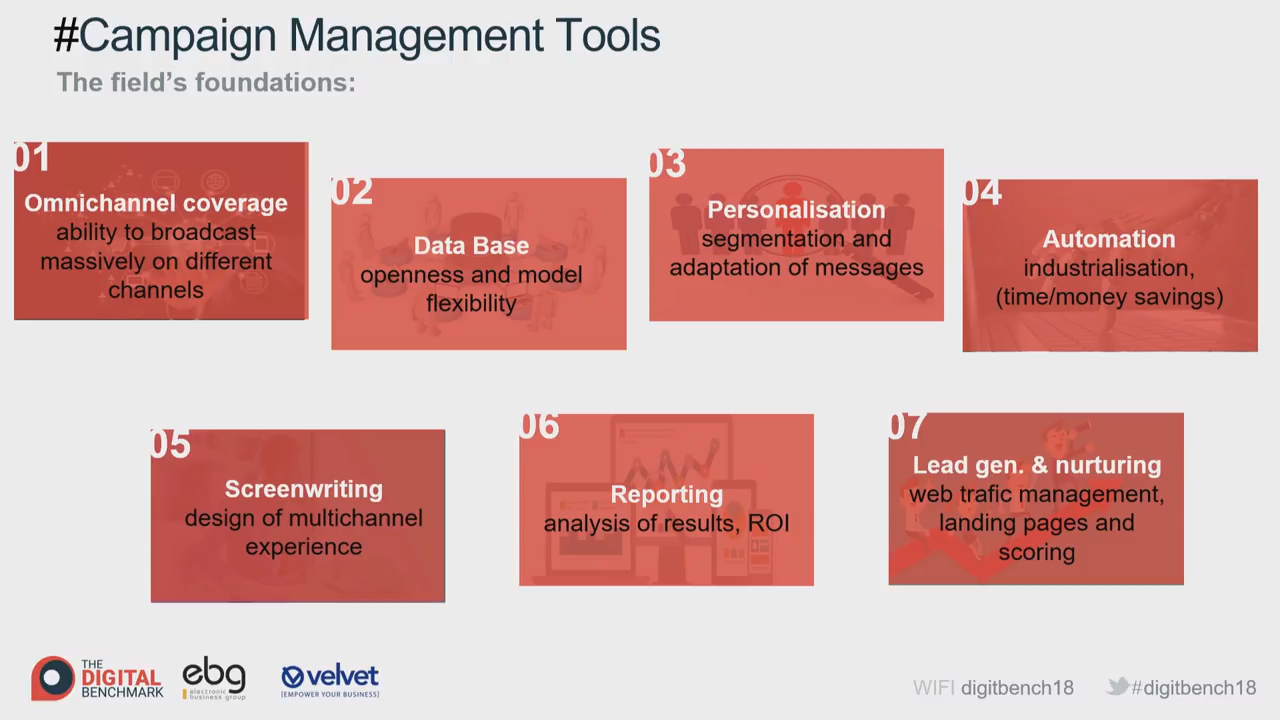 #Campaign Management Tools
The field's foundations:
01
Omnichannel coverage
ability to broadcast
massively on different
channels
02
Data Base
openness and model
flexibility
03
Personalisation
segmentation and
adaptation of messages
04
Automation
industrialisation,
(time/money savings)
05
Screenwriting
design of multichannel
experience
06
Reporting
analysis of results, ROI
07
Lead gen. & nurturing
web trafic management,
landing pages and
scoring
THE
DIGITAL
BENCHMARK
ebg
electronic
business group
velvet
[EMPOWER YOUR BUSINESS]
WIFI digitbench18
#digitbench18